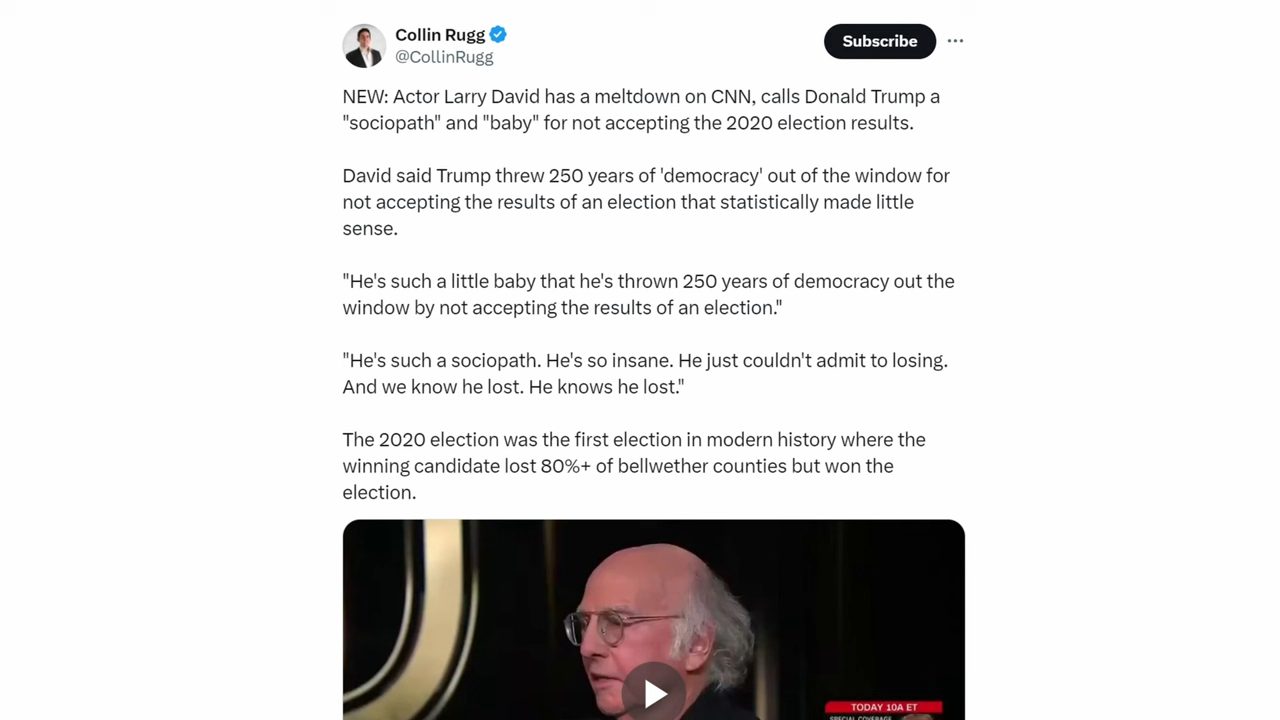 Collin Rugg
@CollinRugg
Subscribe
NEW: Actor Larry David has a meltdown on CNN, calls Donald Trump a
"sociopath" and "baby" for not accepting the 2020 election results.
David said Trump threw 250 years of 'democracy' out of the window for
not accepting the results of an election that statistically made little
sense.
"He's such a little baby that he's thrown 250 years of democracy out the
window by not accepting the results of an election."
"He's such a sociopath. He's so insane. He just couldn't admit to losing.
And we know he lost. He knows he lost."
The 2020 election was the first election in modern history where the
winning candidate lost 80%+ of bellwether counties but won the
election.
TODAY 10A ET
SPECIAL COVERAGE